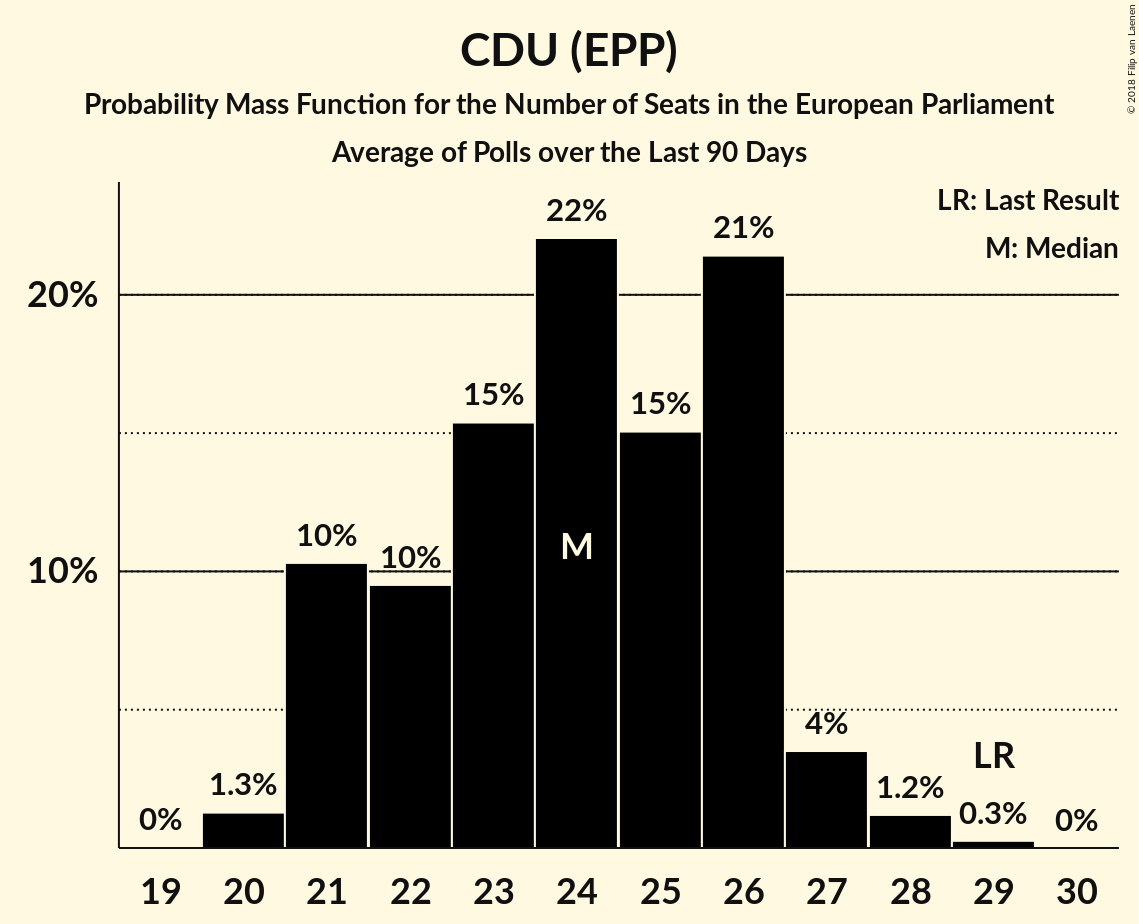 © 2018 Filip van Laenen
CDU (EPP)
Probability Mass Function for the Number of Seats in the European Parliament
Average of Polls over the Last 90 Days
LR: Last Result
M: Median
22%
21%
20%
15%
15%
10%
10%
10%
M
4%
LR
1.3%
1.2%
0.3%
0%
0%
19 20 21 22 23 24 25 26 27 28 29 30